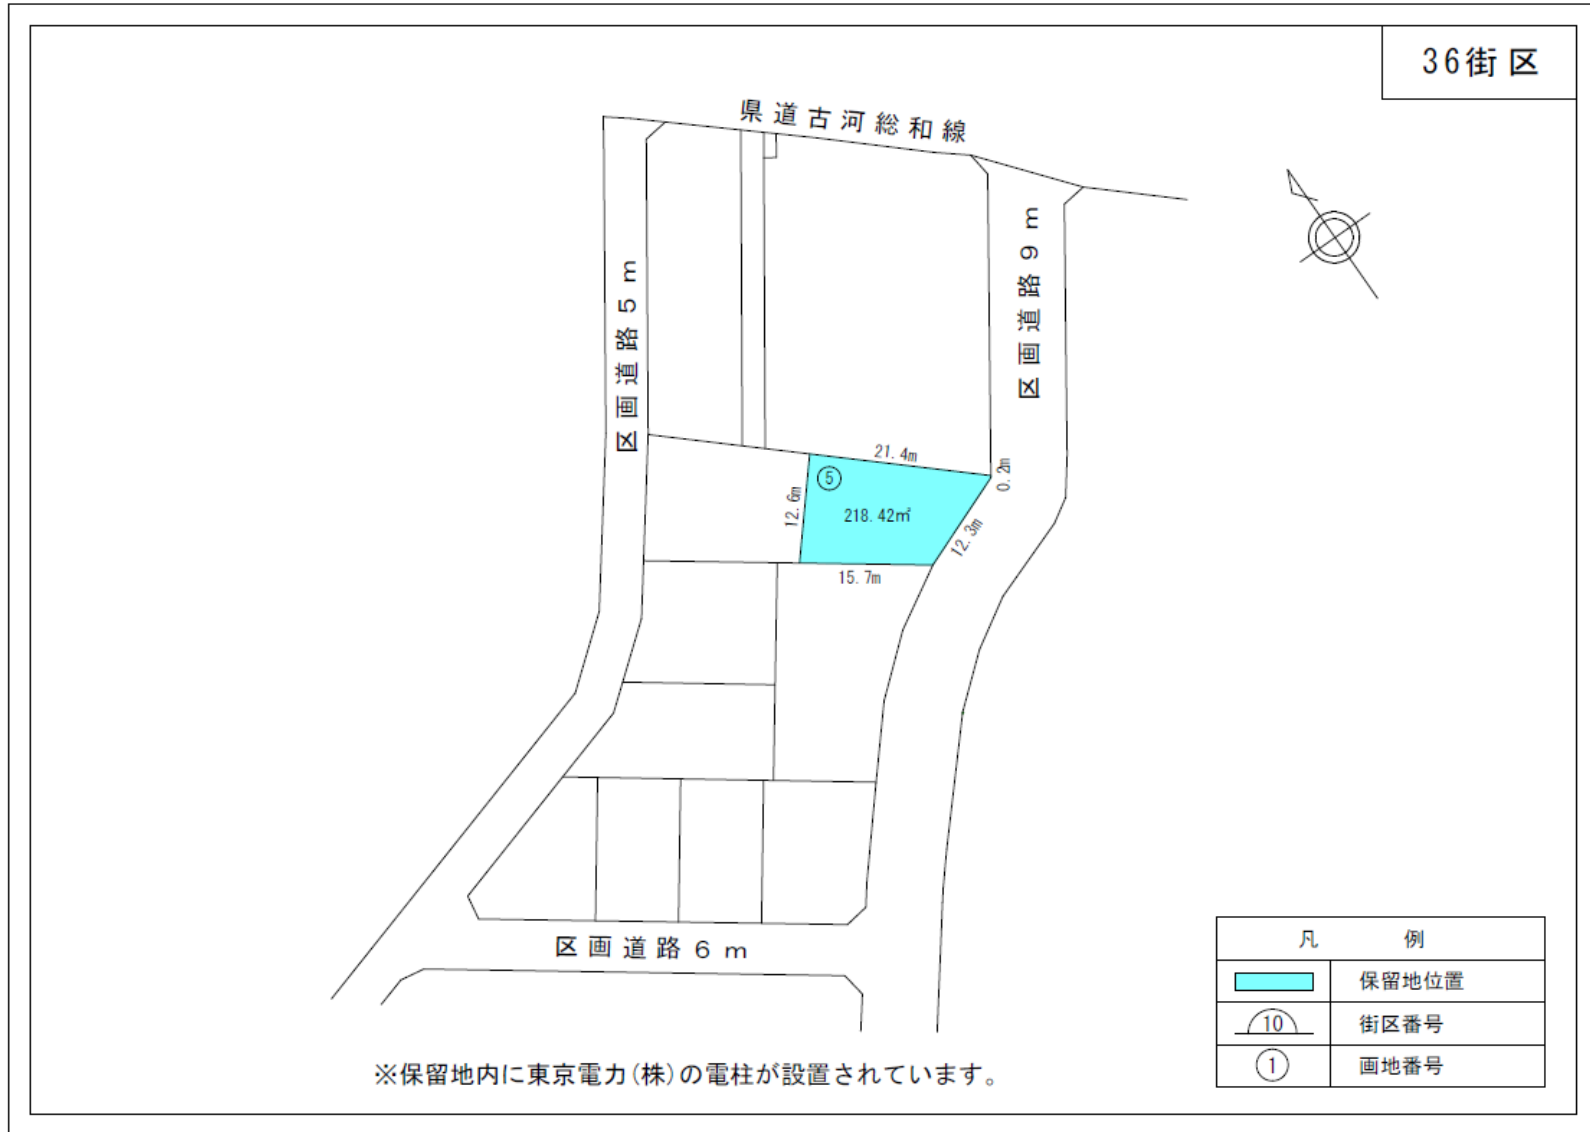 36街区
県道古河総和線
区画道路9m
区画道路5m
21.4m
0.2m
⑤
12.6m
218.42㎡
12.3m
15.7m
区画道路6m
凡 例
保留地位置
10 街区番号
① 画地番号
※保留地内に東京電力(株)の電柱が設置されています。